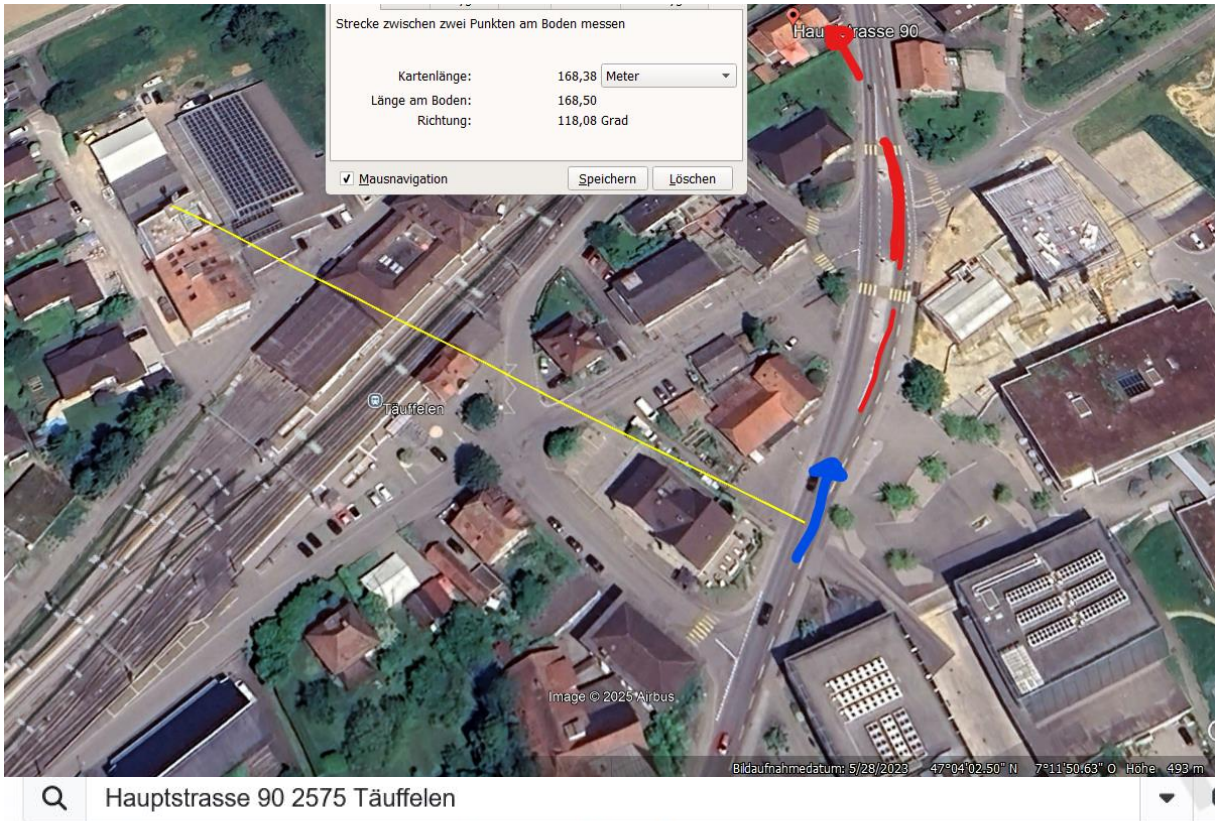 Strecke zwischen zwei Punkten am Boden messen
Kartenlänge: 168,38 Meter
Länge am Boden: 168,50
Richtung: 118,08 Grad
Mausnavigation Speichern Löschen
Täuffelen
Image © 2025 Airbus
Bildaufnahmedatum: 5/28/2023 47°04'02.50" N 7°11'50.63" O Höhe 493 m
Hauptstrasse 90 2575 Täuffelen